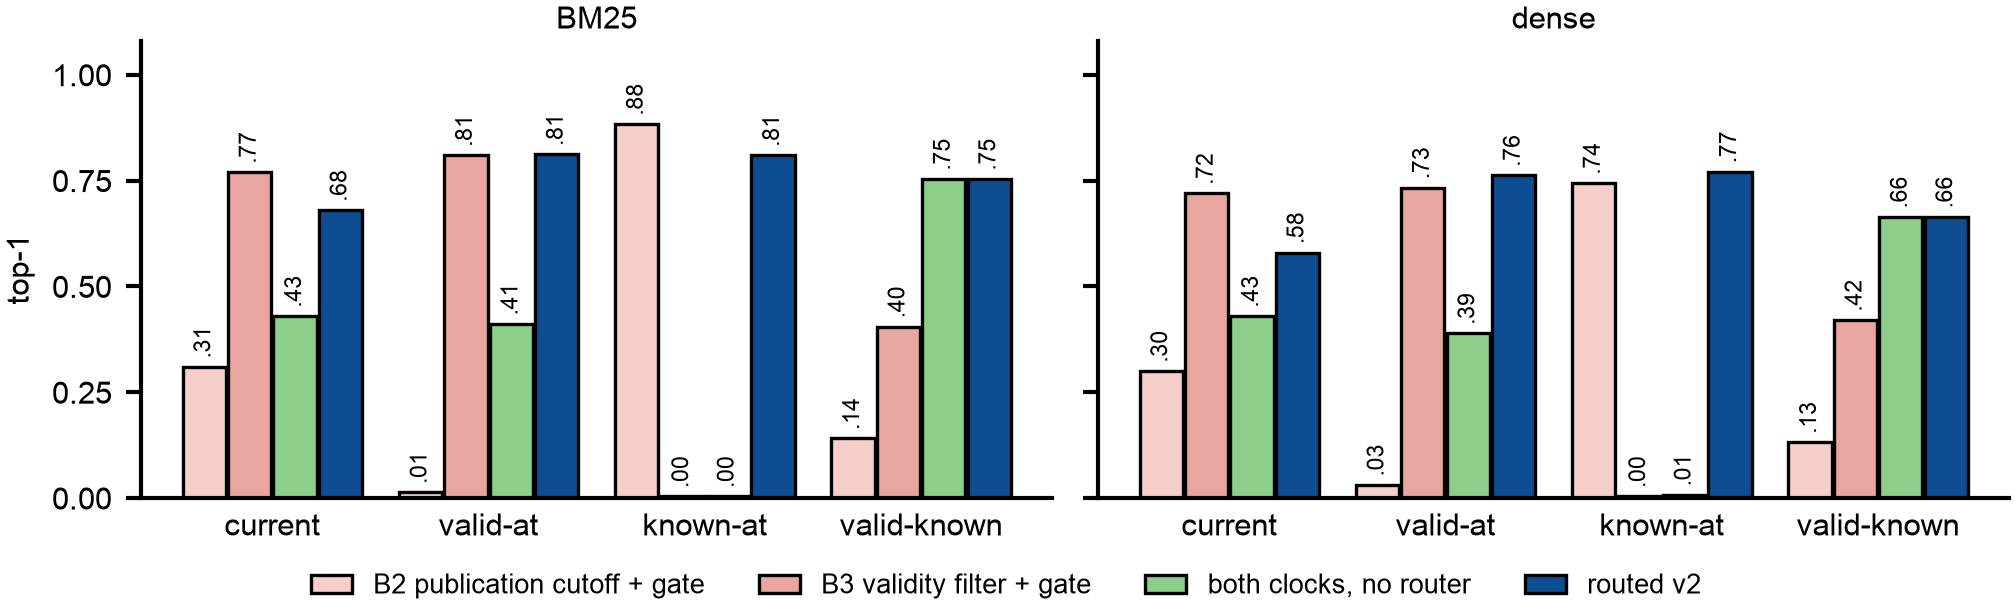 BM25
dense
top-1
1.00
0.75
0.50
0.25
0.00
.31
.77
.43
.68
.01
.81
.41
.81
.88
.00
.00
.81
.14
.40
.75
.75
current
valid-at
known-at
valid-known
.30
.72
.43
.58
.03
.73
.39
.76
.74
.00
.01
.77
.13
.42
.66
.66
current
valid-at
known-at
valid-known
B2 publication cutoff + gate
B3 validity filter + gate
both clocks, no router
routed v2